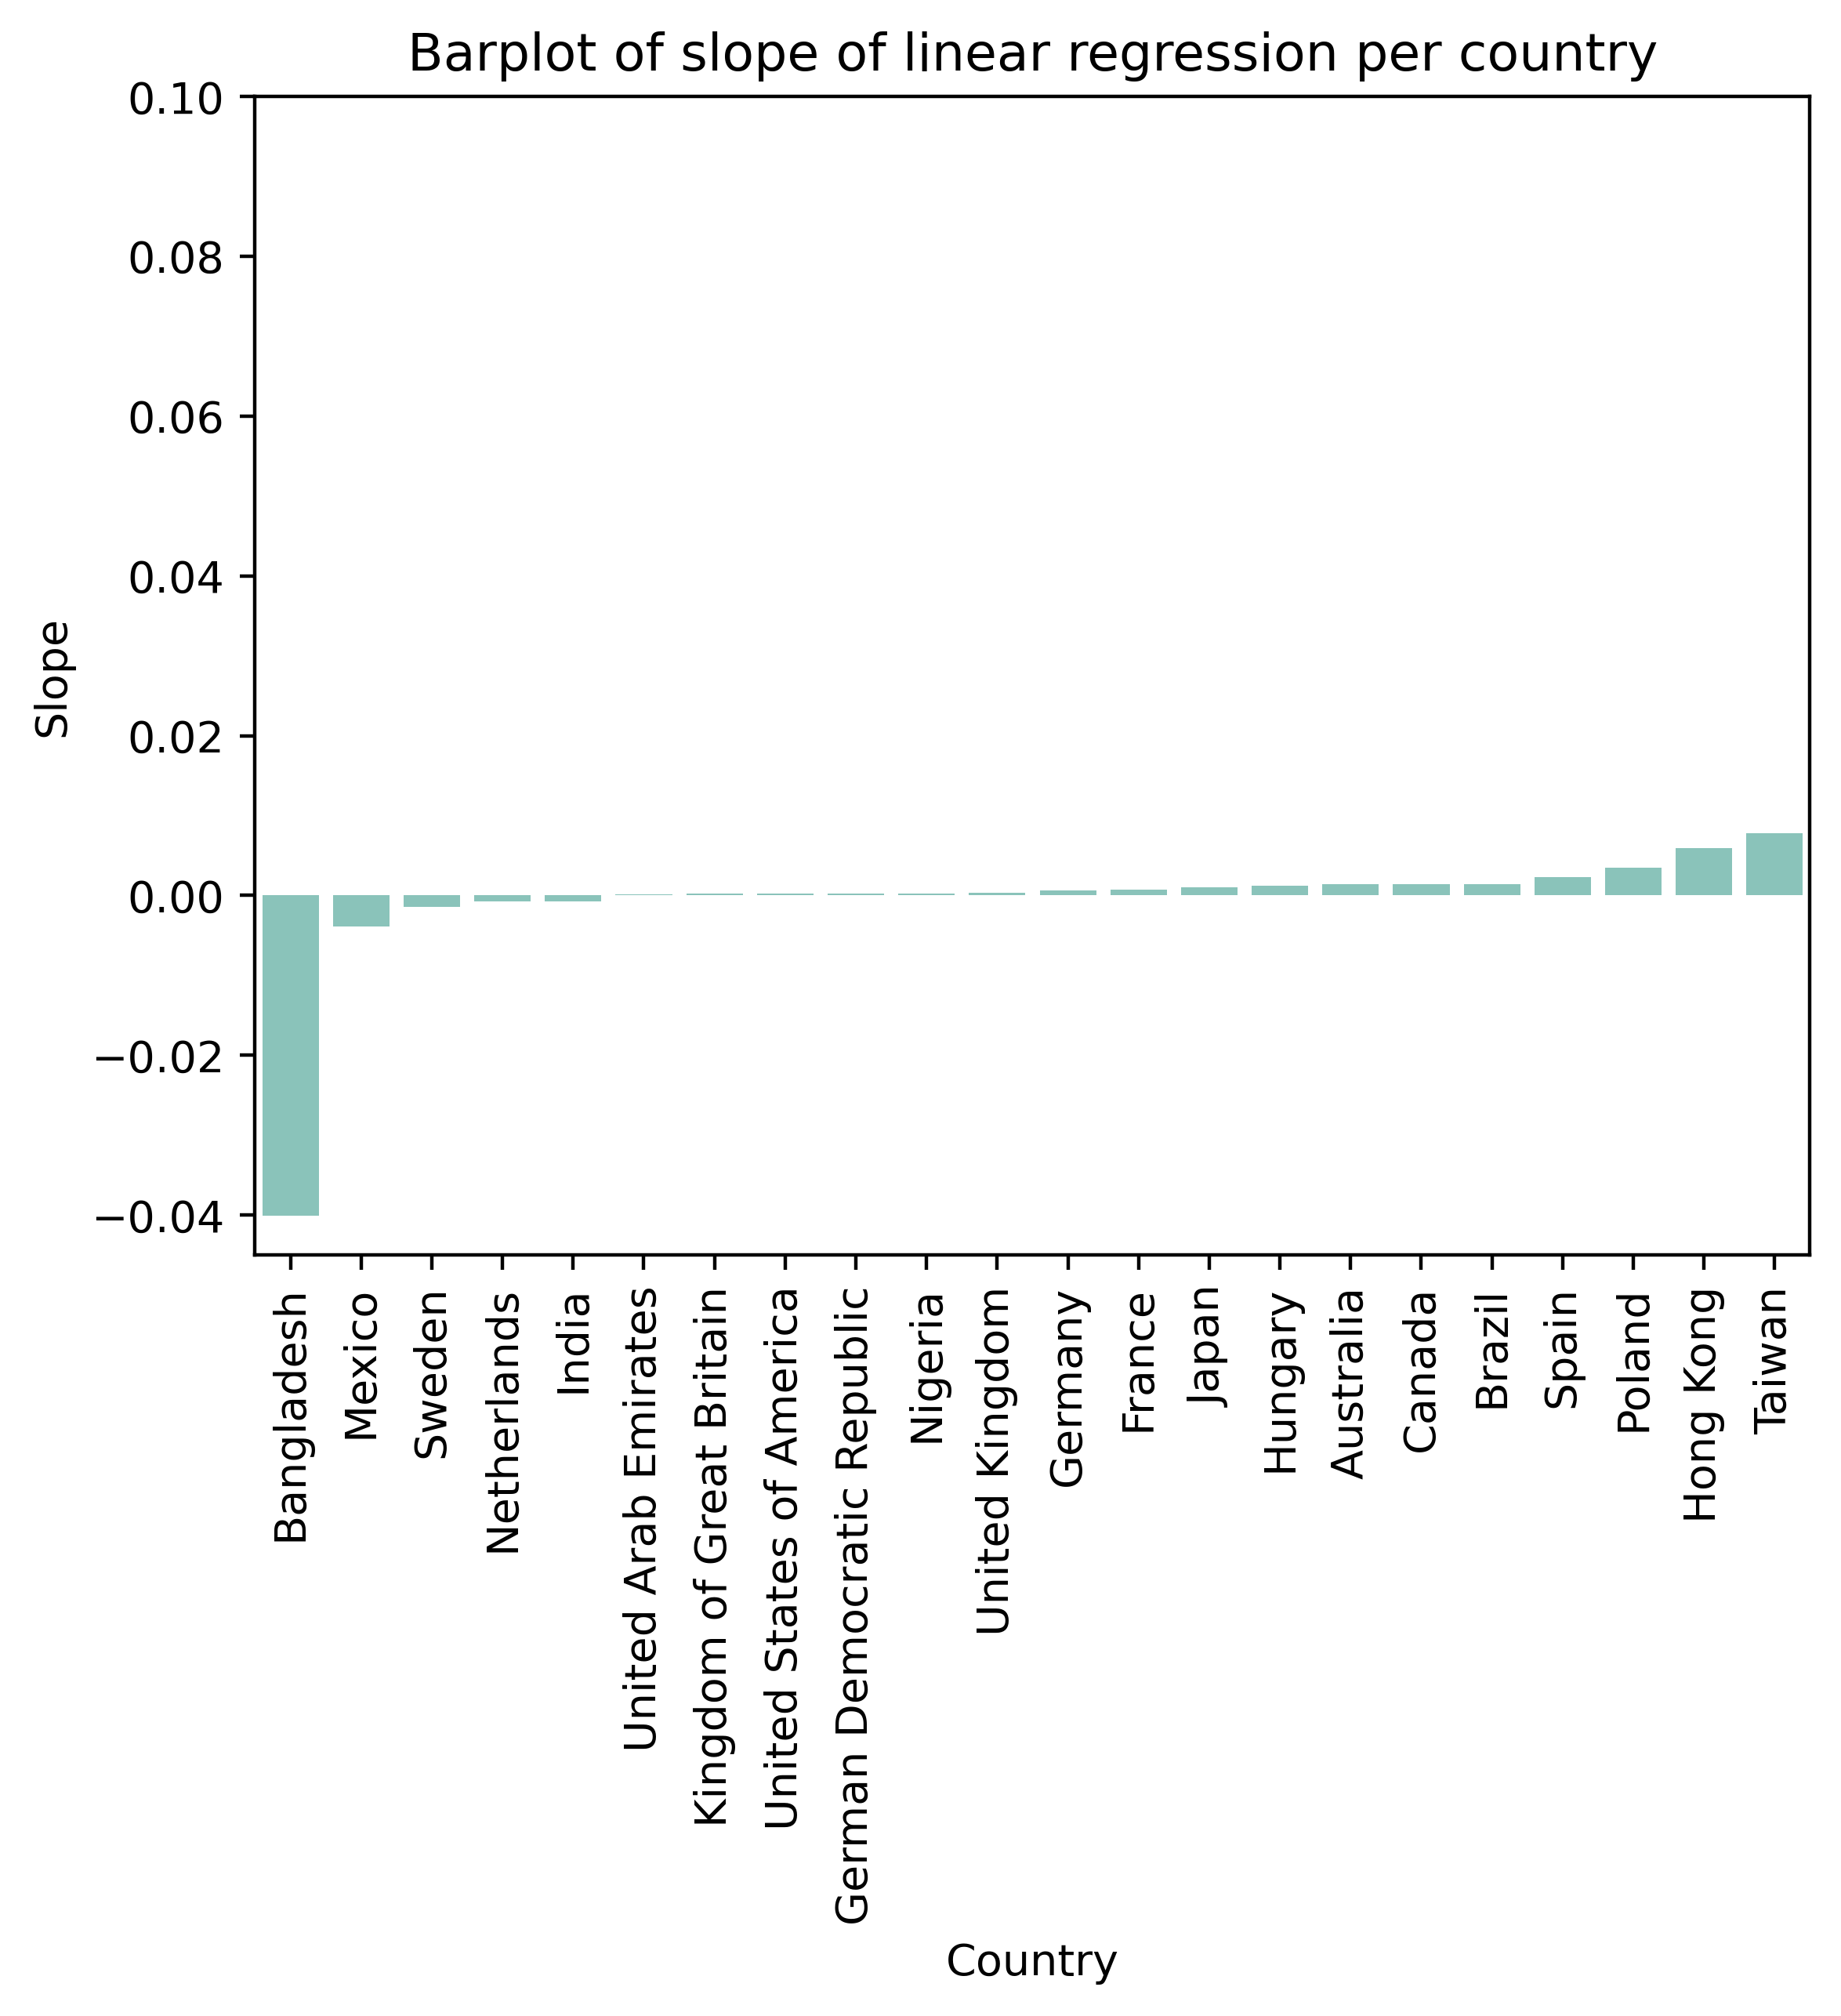 Barplot of slope of linear regression per country
0.10
0.08
0.06
0.04
0.02
0.00
−0.02
−0.04
Slope
Bangladesh
Mexico
Sweden
Netherlands
India
United Arab Emirates
Kingdom of Great Britain
United States of America
German Democratic Republic
Nigeria
United Kingdom
Germany
France
Japan
Hungary
Australia
Canada
Brazil
Spain
Poland
Hong Kong
Taiwan
Country